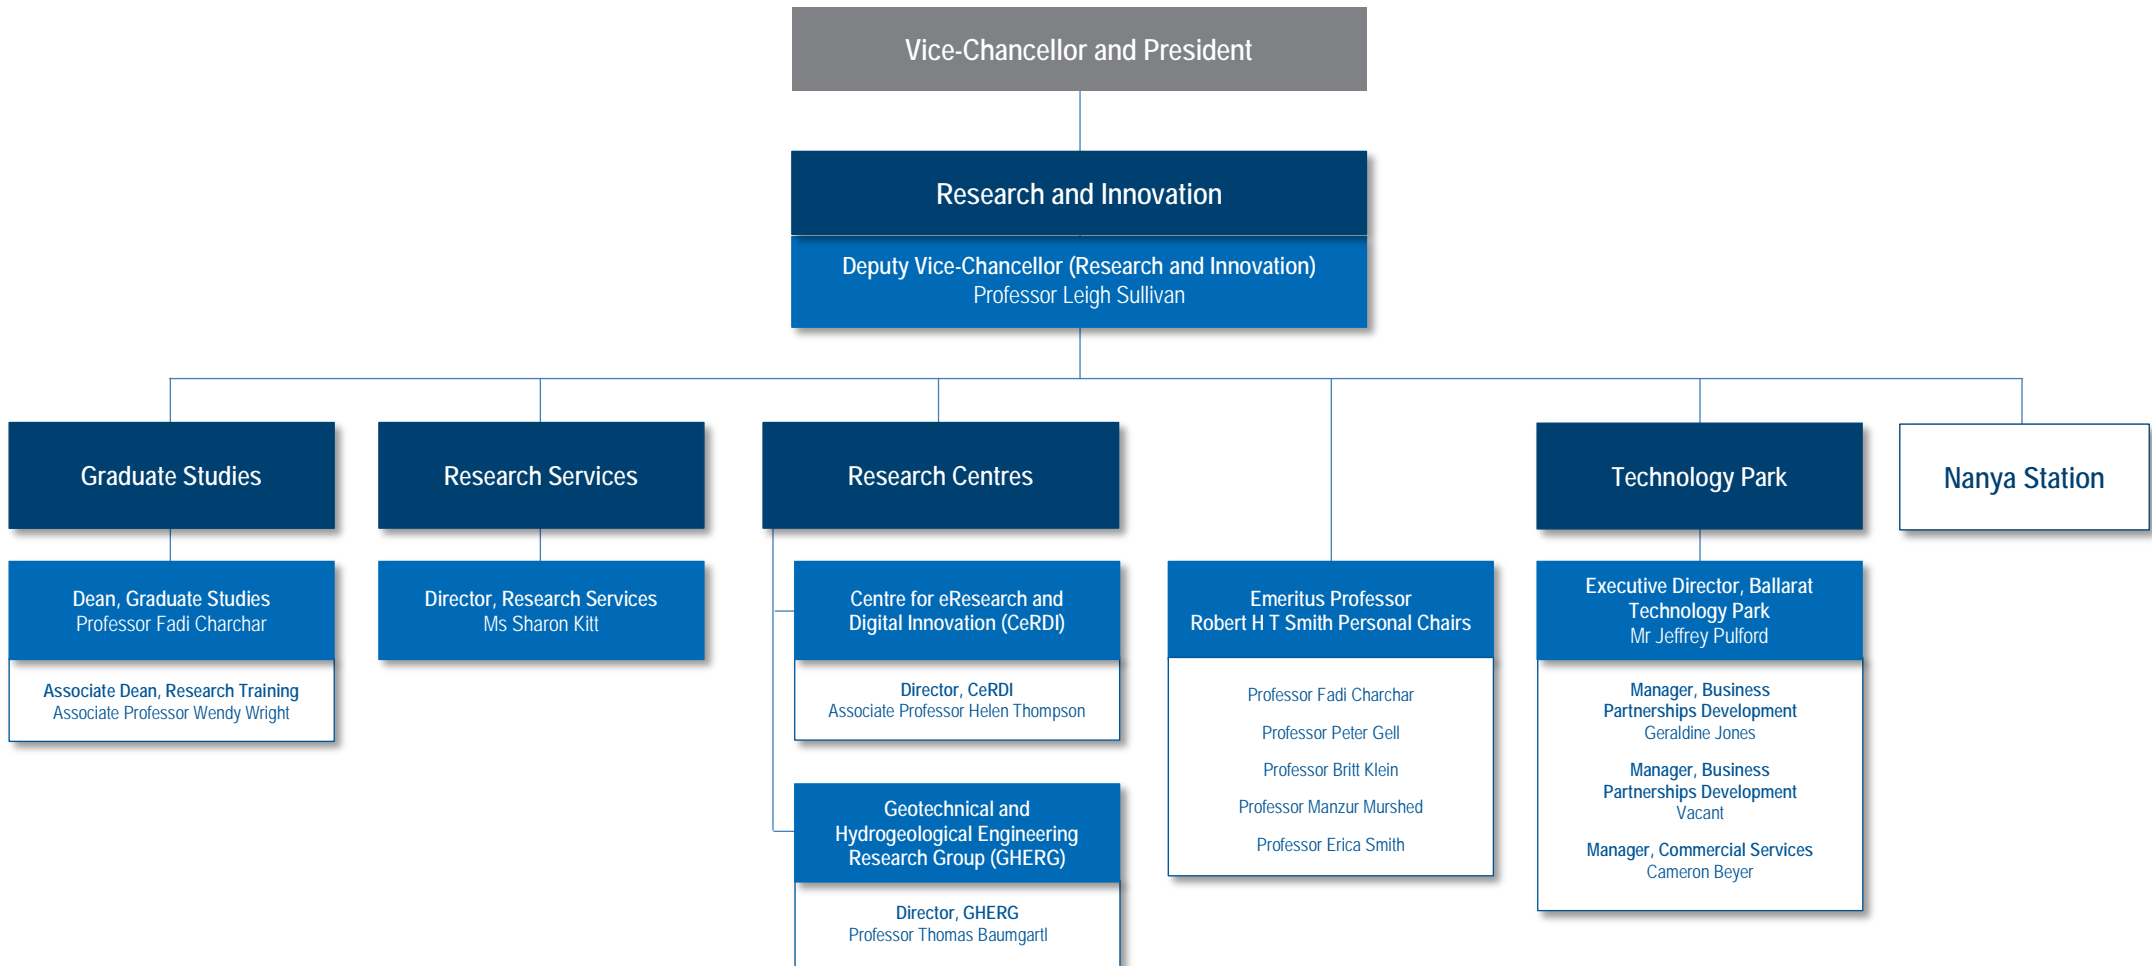 Vice-Chancellor and President
Research and Innovation
Deputy Vice-Chancellor (Research and Innovation)
Professor Leigh Sullivan
Graduate Studies
Dean, Graduate Studies
Professor Fadi Charchar
Associate Dean, Research Training
Associate Professor Wendy Wright
Research Services
Director, Research Services
Ms Sharon Kitt
Research Centres
Centre for eResearch and
Digital Innovation (CeRDI)
Director, CeRDI
Associate Professor Helen Thompson
Geotechnical and
Hydrogeological Engineering
Research Group (GHERG)
Director, GHERG
Professor Thomas Baumgartl
Emeritus Professor
Robert H T Smith Personal Chairs
Professor Fadi Charchar
Professor Peter Gell
Professor Britt Klein
Professor Manzur Murshed
Professor Erica Smith
Technology Park
Executive Director, Ballarat
Technology Park
Mr Jeffrey Pulford
Manager, Business
Partnerships Development
Geraldine Jones
Manager, Business
Partnerships Development
Vacant
Manager, Commercial Services
Cameron Beyer
Nanya Station